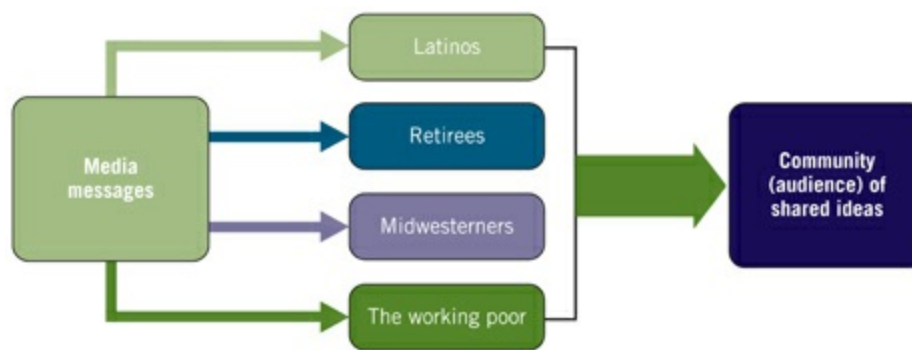 Media
messages
Latinos
Retirees
Midwesterners
The working poor
Community
(audience) of
shared ideas